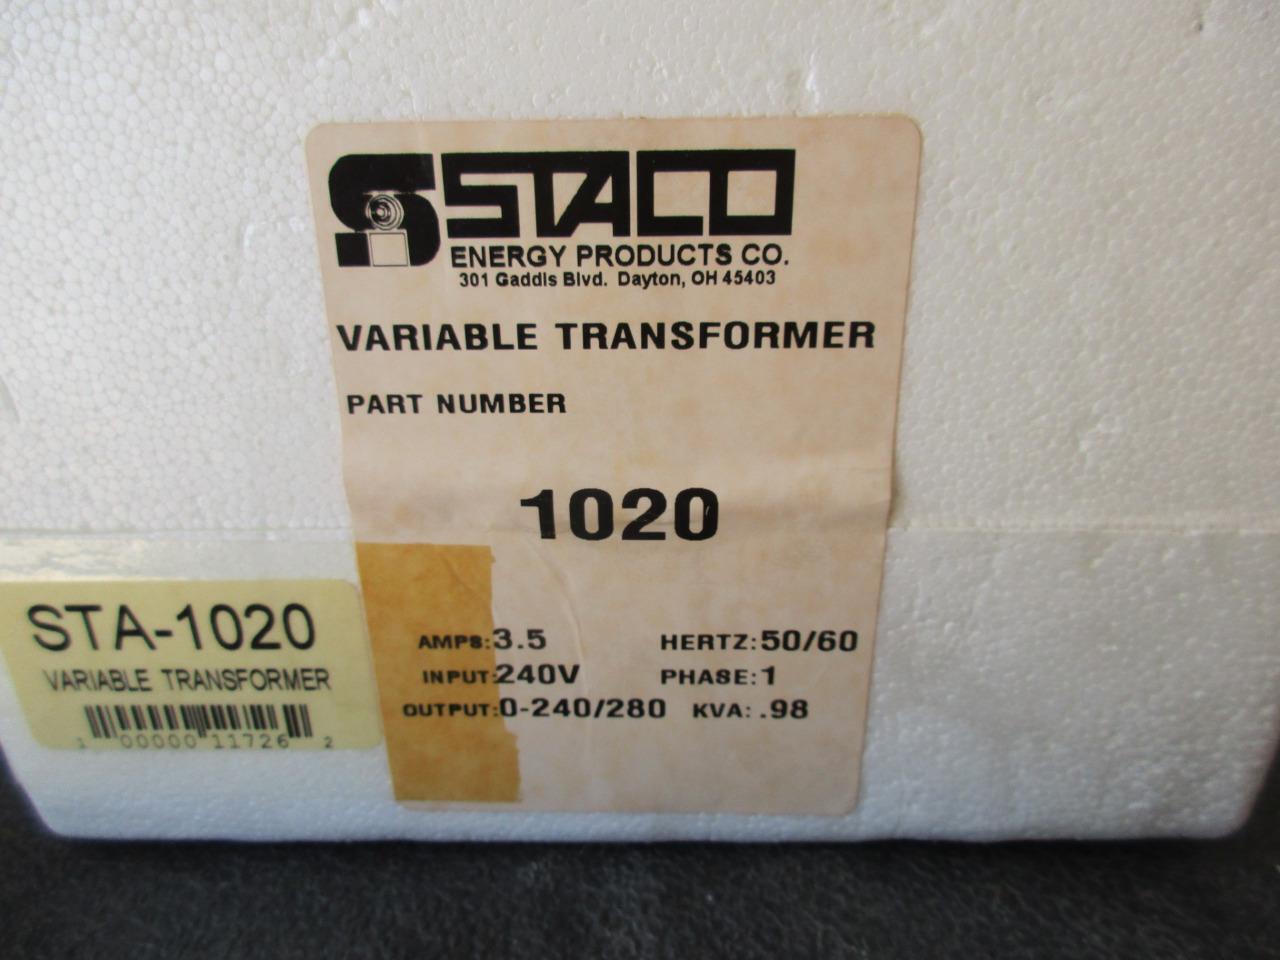 STACO
ENERGY PRODUCTS CO.
301 Gaddis Blvd. Dayton, OH 45403
VARIABLE TRANSFORMER
PART NUMBER
1020
AMPS:3.5 HERTZ:50/60
INPUT:240V PHASE:1
OUTPUT:0-240/280 KVA: .98
STA-1020
VARIABLE TRANSFORMER
1 00000 11726 2